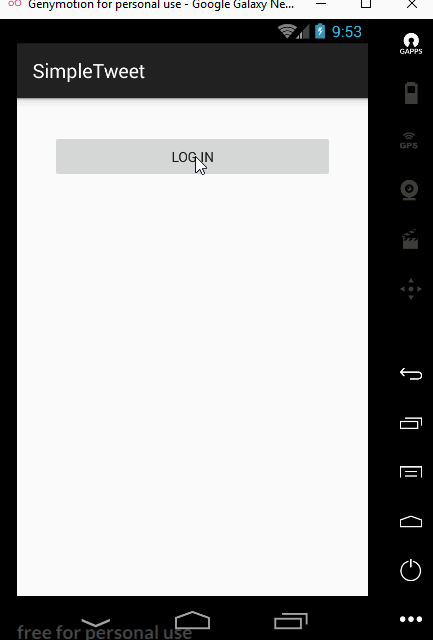 Genymotion for personal use - Google Galaxy Ne...
9:53
GAPPS
SimpleTweet
GPS
LOG IN
free for personal use